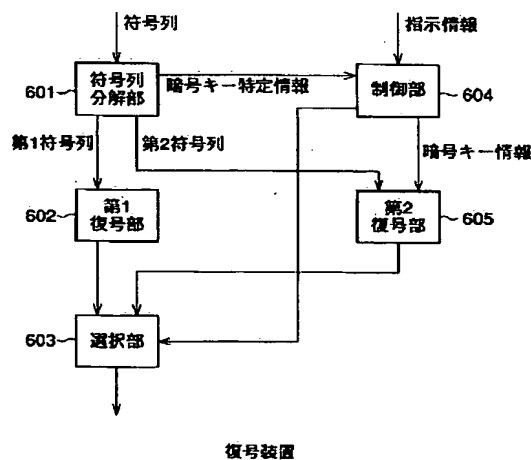 符号列
指示情報
601
符号列
分解部
暗号キー特定情報
制御部
604
第1符号列
第2符号列
暗号キー情報
602
第1
復号部
第2
復号部
605
603
選択部
復号装置